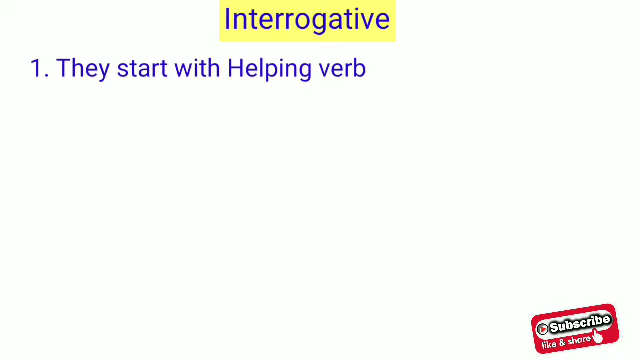 Interrogative
1. They start with Helping verb
Subscribe
like & share